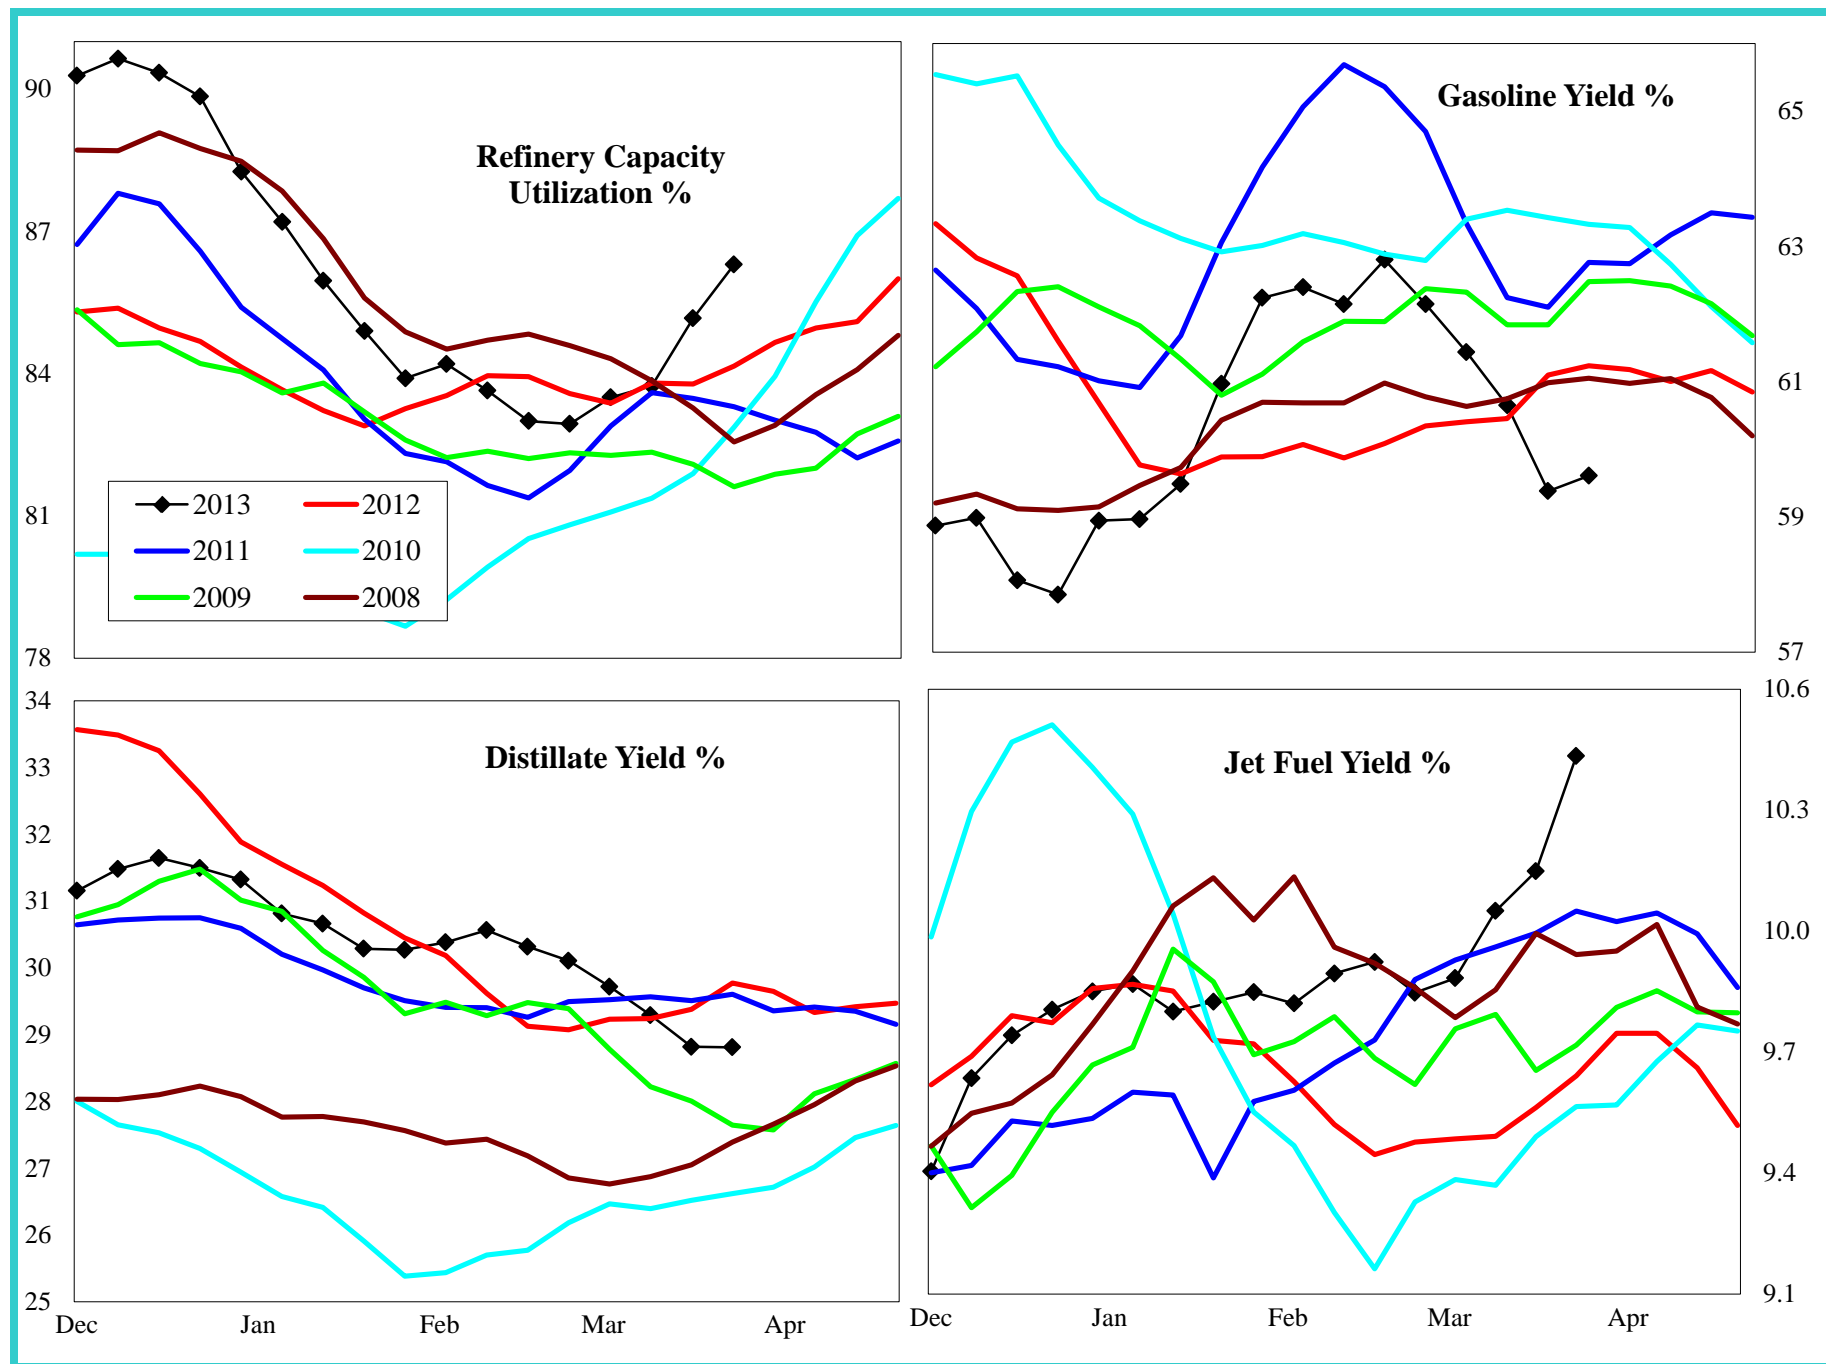 90
87
84
81
78
Refinery Capacity
Utilization %
2013
2012
2011
2010
2009
2008
Gasoline Yield %
65
63
61
59
57
34
33
32
31
30
29
28
27
26
25
Distillate Yield %
Dec
Jan
Feb
Mar
Apr
Jet Fuel Yield %
10.6
10.3
10.0
9.7
9.4
9.1
Dec
Jan
Feb
Mar
Apr